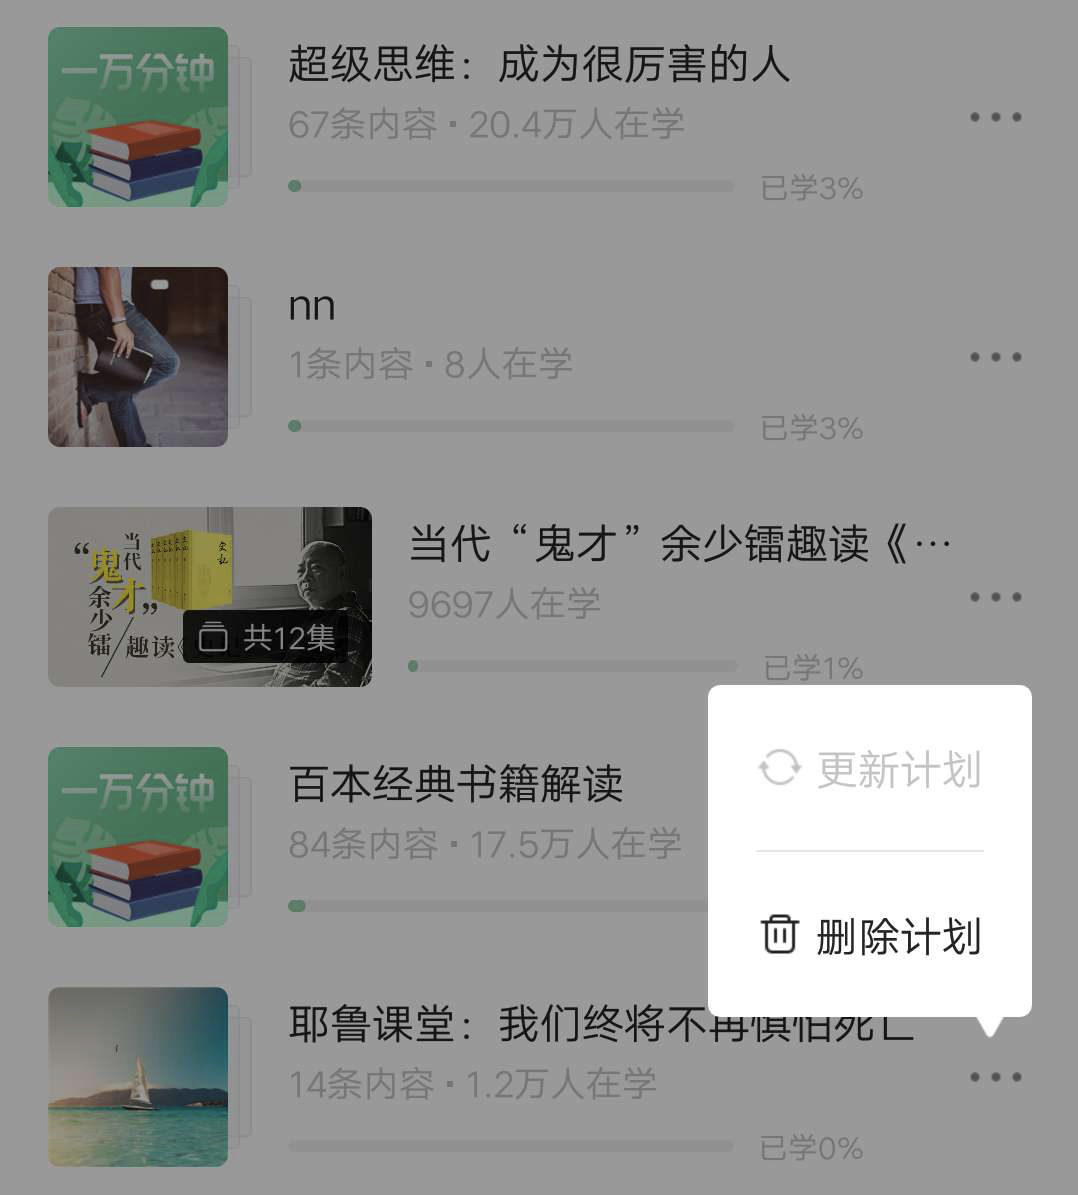 一万分钟
超级思维：成为很厉害的人
67条内容·20.4万人在学
已学3%
nn
1条内容·8人在学
已学3%
当代
“鬼才”
余少镭
趣读《史记
共12集
当代“鬼才”余少镭趣读《…
9697人在学
已学1%
一万分钟
百本经典书籍解读
84条内容·17.5万人在学
更新计划
删除计划
耶鲁课堂：我们终将不再惧怕死亡
14条内容·1.2万人在学
已学0%